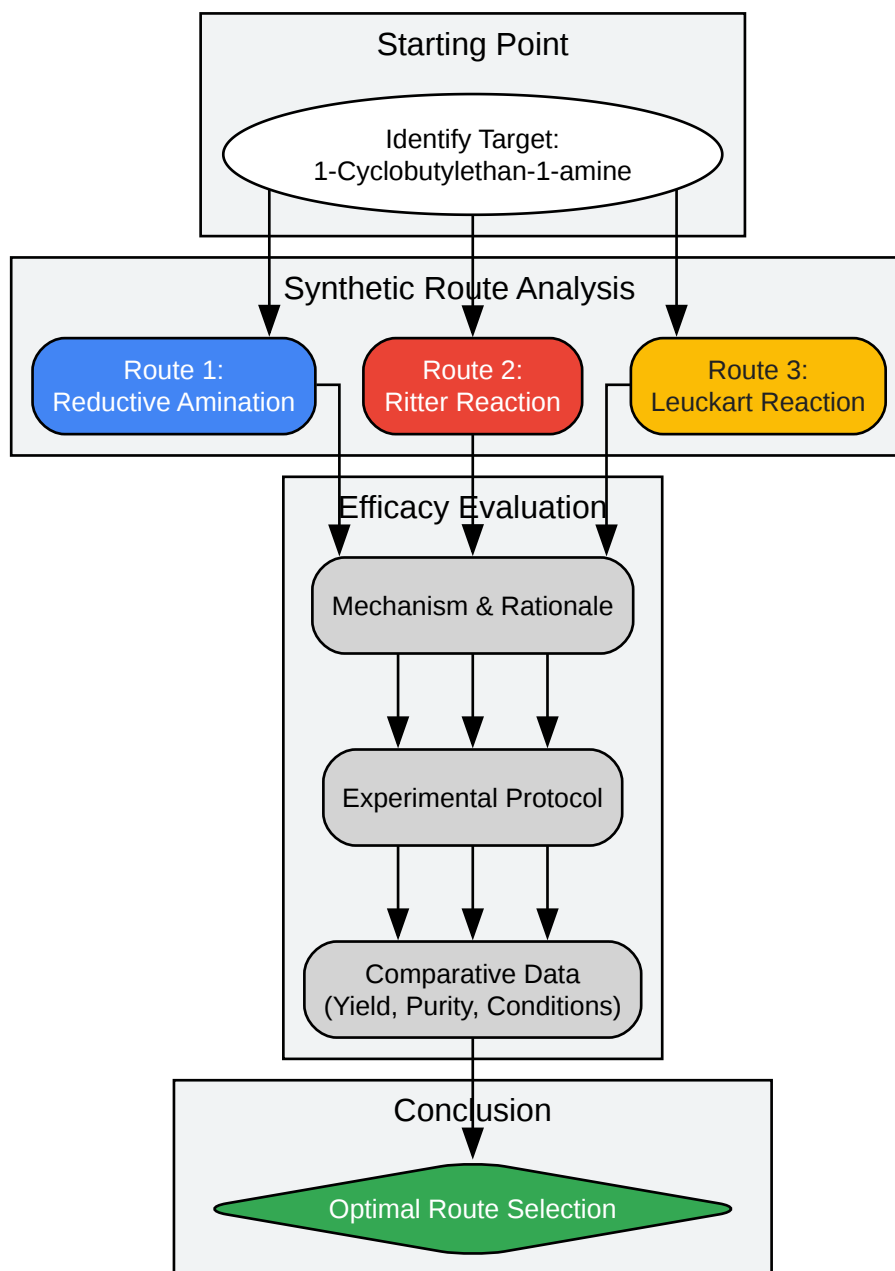 Starting Point
Identify Target:
1-Cyclobutylethan-1-amine
Synthetic Route Analysis
Route 1:
Reductive Amination
Route 2:
Ritter Reaction
Route 3:
Leuckart Reaction
Efficacy Evaluation
Mechanism & Rationale
Experimental Protocol
Comparative Data
(Yield, Purity, Conditions)
Conclusion
Optimal Route Selection